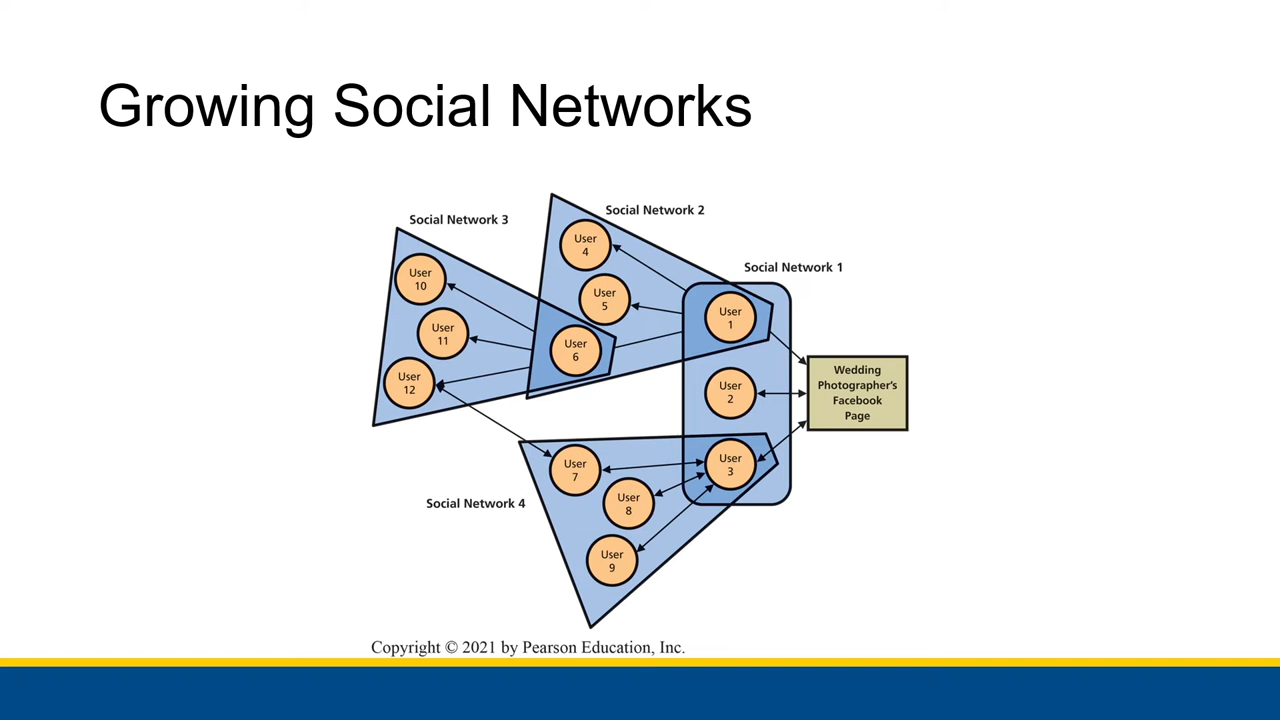 Growing Social Networks
Social Network 3
Social Network 2
Social Network 1
User
4
User
10
User
5
User
1
User
11
User
6
User
12
User
2
Wedding
Photographer's
Facebook
Page
User
7
User
3
User
8
Social Network 4
User
9
Copyright © 2021 by Pearson Education, Inc.